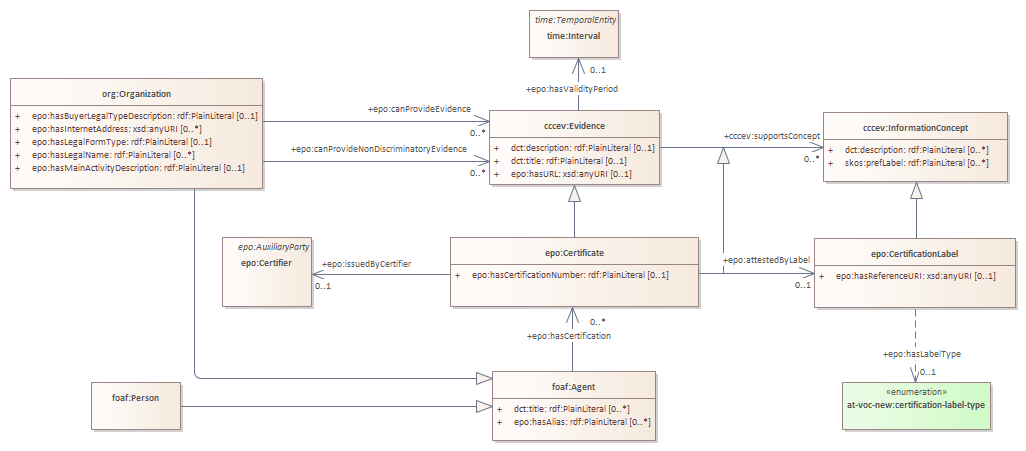 time:TemporalEntity
time:Interval
0..1
+epo:hasValidityPeriod
org:Organization
+ epo:hasBuyerLegalTypeDescription: rdf:PlainLiteral [0..1]
+ epo:hasInternetAddress: xsd:anyURI [0..*]
+ epo:hasLegalFormType: rdf:PlainLiteral [0..1]
+ epo:hasLegalName: rdf:PlainLiteral [0..*]
+ epo:hasMainActivityDescription: rdf:PlainLiteral [0..1]
+epo:canProvideEvidence
0..*
+epo:canProvideNonDiscriminatoryEvidence
0..*
cccev:Evidence
+ dct:description: rdf:PlainLiteral [0..1]
+ dct:title: rdf:PlainLiteral [0..1]
+ epo:hasURL: xsd:anyURI [0..1]
+cccev:supportsConcept
0..*
cccev:InformationConcept
+ dct:description: rdf:PlainLiteral [0..*]
+ skos:prefLabel: rdf:PlainLiteral [0..*]
epo:AuxiliaryParty
epo:Certifier
+epo:issuedByCertifier
0..1
epo:Certificate
+ epo:hasCertificationNumber: rdf:PlainLiteral [0..1]
+epo:attestedByLabel
0..1
epo:CertificationLabel
+ epo:hasReferenceURI: xsd:anyURI [0..1]
0..*
+epo:hasCertification
+epo:hasLabelType
0..1
foaf:Person
foaf:Agent
+ dct:title: rdf:PlainLiteral [0..*]
+ epo:hasAlias: rdf:PlainLiteral [0..*]
«enumeration»
at-voc-new:certification-label-type